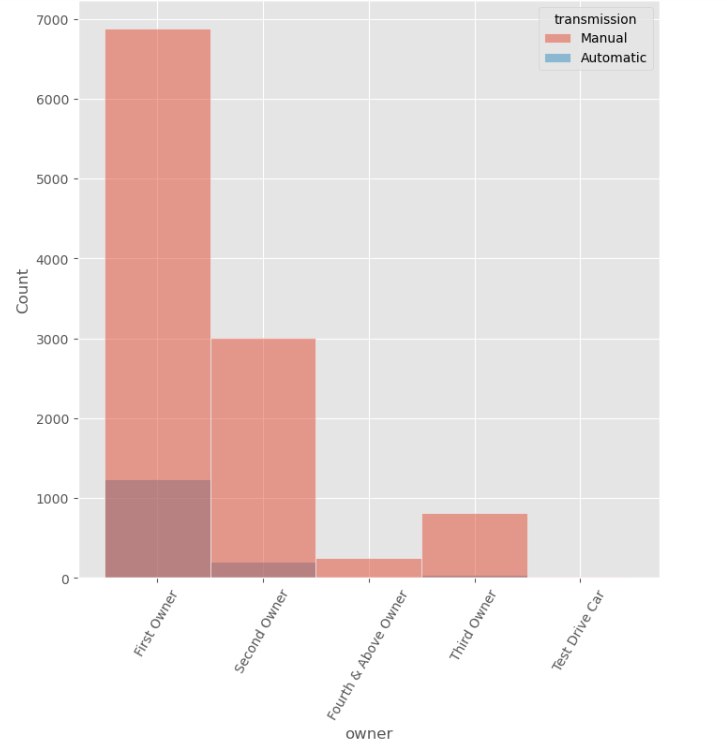 transmission
Manual
Automatic
7000
6000
5000
4000
3000
2000
1000
0
Count
First Owner
Second Owner
Fourth & Above Owner
Third Owner
Test Drive Car
owner